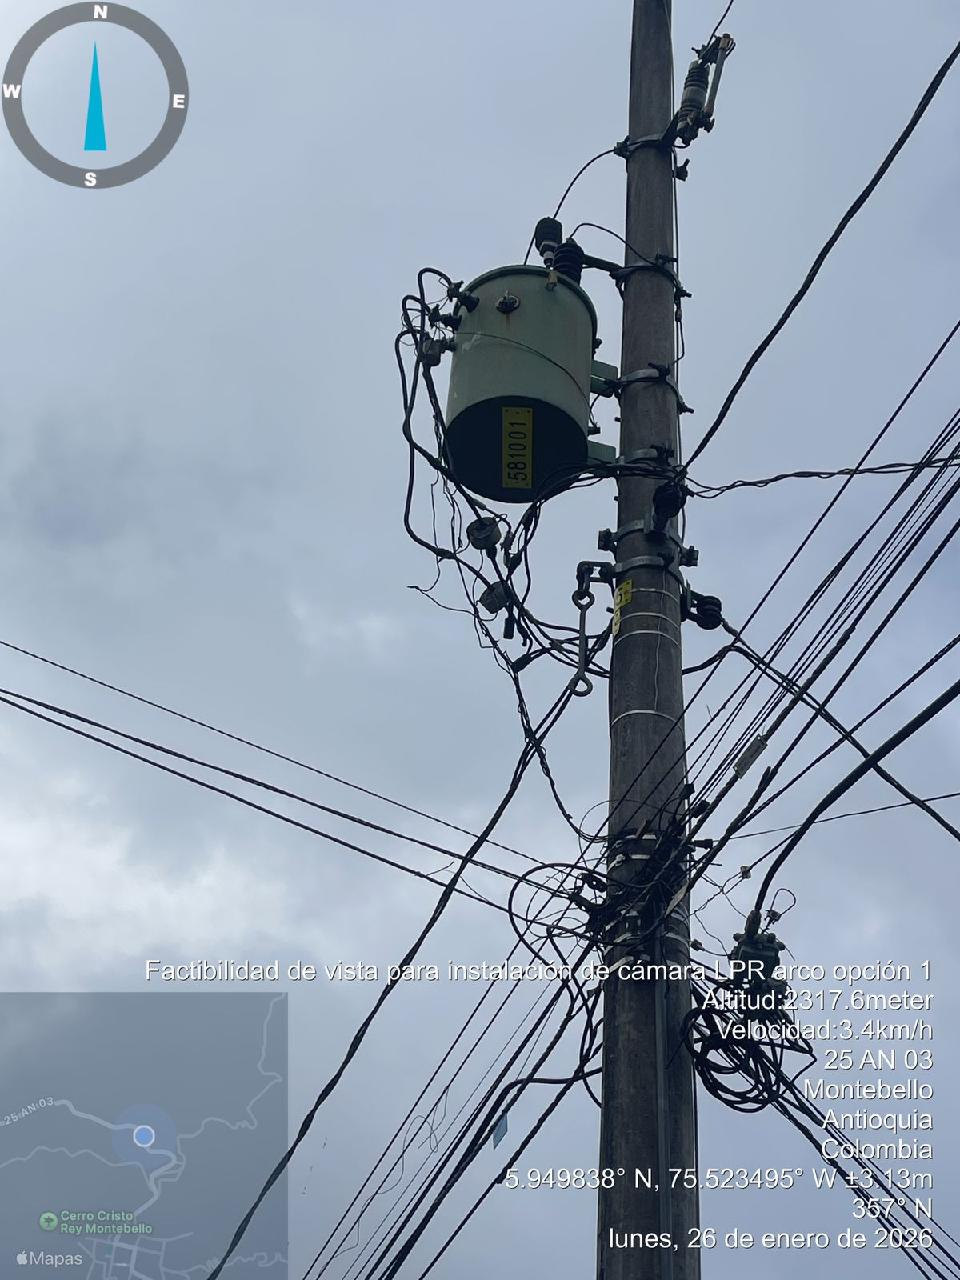 N
W
E
S
581001
Factibilidad de vista para instalación de cámara LPR arco opción 1
Altitud:2317.6meter
Velocidad:3.4km/h
25 AN 03
Montebello
Antioquia
Colombia
5.949838° N, 75.523495° W ±3.13m
357° N
lunes, 26 de enero de 2026
25 AN 03
Cerro Cristo
Rey Montebello
Mapas